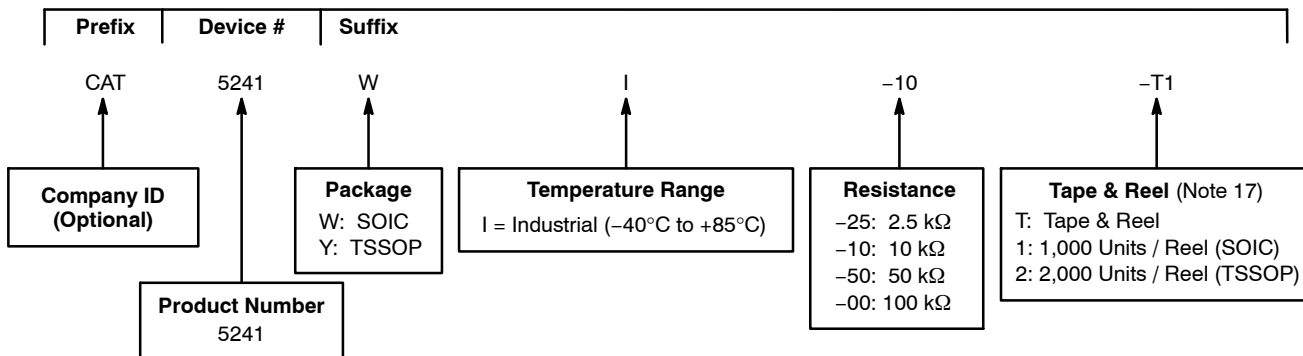 Prefix Device # Suffix
CAT 5241 W I –10 –T1
Company ID
(Optional)
Product Number
5241
Package
W: SOIC
Y: TSSOP
Temperature Range
I = Industrial (–40°C to +85°C)
Resistance
–25: 2.5 kΩ
–10: 10 kΩ
–50: 50 kΩ
–00: 100 kΩ
Tape & Reel (Note 17)
T: Tape & Reel
1: 1,000 Units / Reel (SOIC)
2: 2,000 Units / Reel (TSSOP)